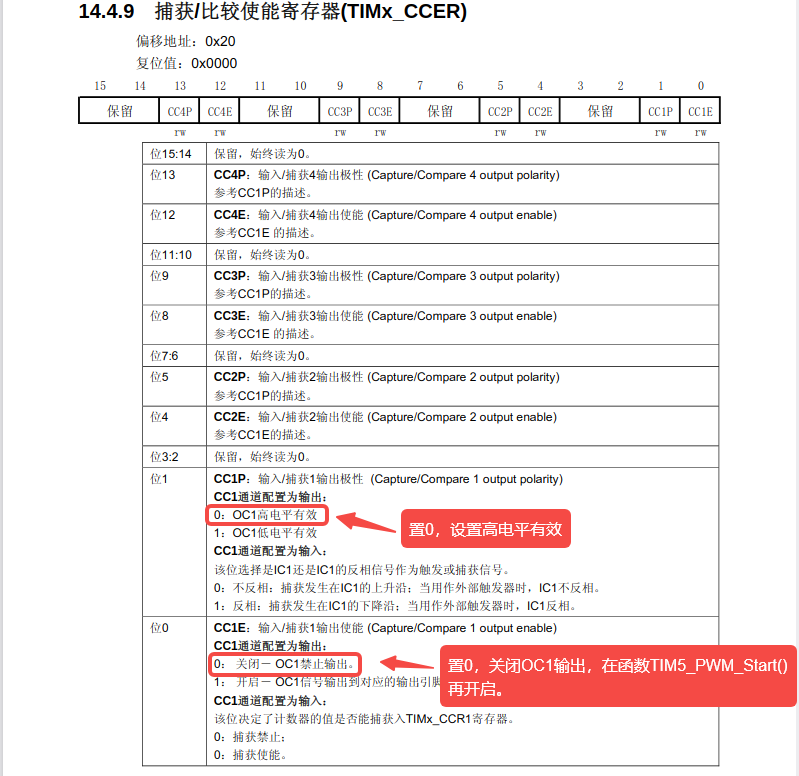 14.4.9 捕获/比较使能寄存器(TIMx_CCER)
偏移地址：0x20
复位值：0x0000
15 14 13 12 11 10 9 8 7 6 5 4 3 2 1 0
保留 CC4P CC4E 保留 CC3P CC3E 保留 CC2P CC2E 保留 CC1P CC1E
rw rw rw rw rw rw rw rw
位15:14 保留，始终读为0。
位13 CC4P：输入/捕获4输出极性 (Capture/Compare 4 output polarity)
参考CC1P的描述。
位12 CC4E：输入/捕获4输出使能 (Capture/Compare 4 output enable)
参考CC1E 的描述。
位11:10 保留，始终读为0。
位9 CC3P：输入/捕获3输出极性 (Capture/Compare 3 output polarity)
参考CC1P的描述。
位8 CC3E：输入/捕获3输出使能 (Capture/Compare 3 output enable)
参考CC1E 的描述。
位7:6 保留，始终读为0。
位5 CC2P：输入/捕获2输出极性 (Capture/Compare 2 output polarity)
参考CC1P的描述。
位4 CC2E：输入/捕获2输出使能 (Capture/Compare 2 output enable)
参考CC1E的描述。
位3:2 保留，始终读为0。
位1 CC1P：输入/捕获1输出极性 (Capture/Compare 1 output polarity)
CC1通道配置为输出：
0：OC1高电平有效
置0，设置高电平有效
1：OC1低电平有效
CC1通道配置为输入：
该位选择是IC1还是IC1的反相信号作为触发或捕获信号。
0：不反相：捕获发生在IC1的上升沿；当用作外部触发器时，IC1不反相。
1：反相：捕获发生在IC1的下降沿；当用作外部触发器时，IC1反相。
位0 CC1E：输入/捕获1输出使能 (Capture/Compare 1 output enable)
CC1通道配置为输出：
0： 关闭－ OC1禁止输出。
置0，关闭OC1输出，在函数TIM5_PWM_Start()
再开启。
1： 开启－ OC1信号输出到对应的输出引脚
CC1通道配置为输入：
该位决定了计数器的值是否能捕获入TIMx_CCR1寄存器。
0：捕获禁止；
0：捕获使能。